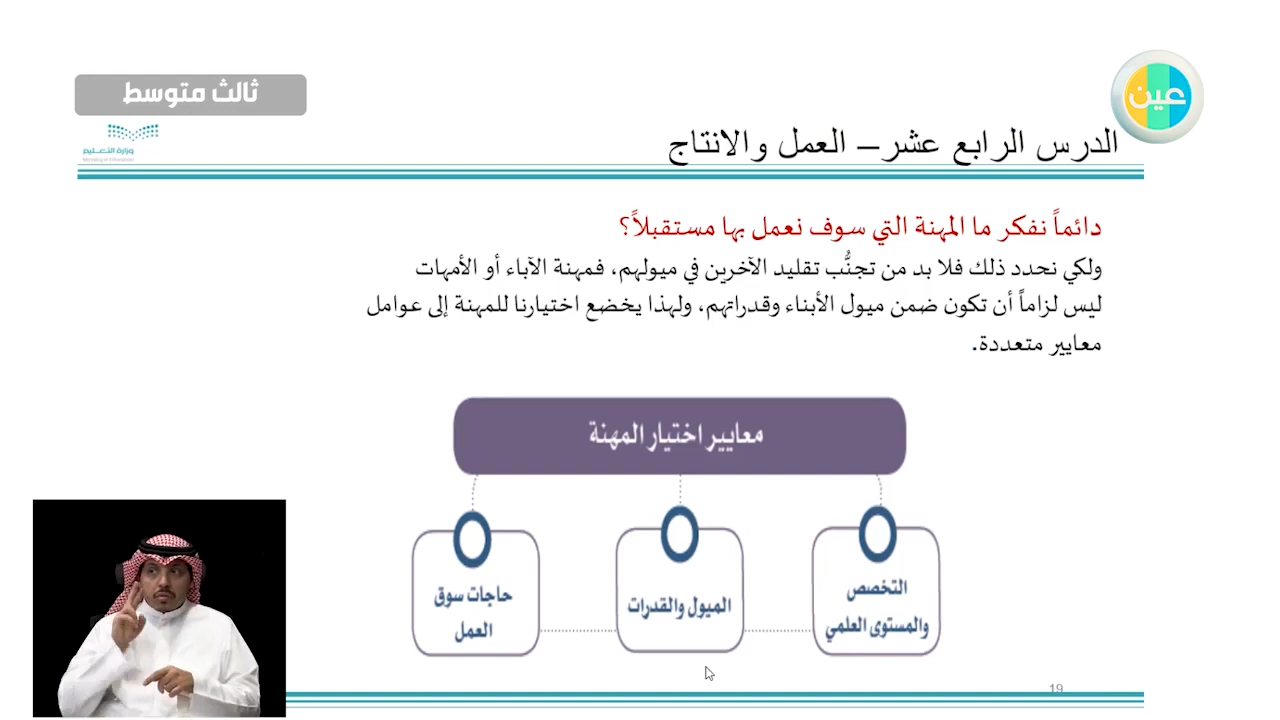 ثالث متوسط
عين
وزارة التعليم
Ministry of Education
الدرس الرابع عشر– العمل والانتاج
دائماً نفكر ما المهنة التي سوف نعمل بها مستقبلاً؟
ولكي نحدد ذلك فلا بد من تجنُّب تقليد الآخرين في ميولهم، فمهنة الآباء أو الأمهات
ليس لزاماً أن تكون ضمن ميول الأبناء وقدراتهم، ولهذا يخضع اختيارنا للمهنة إلى عوامل
معايير متعددة.
معايير اختيار المهنة
التخصص
والمستوى العلمي
الميول والقدرات
حاجات سوق
العمل
19